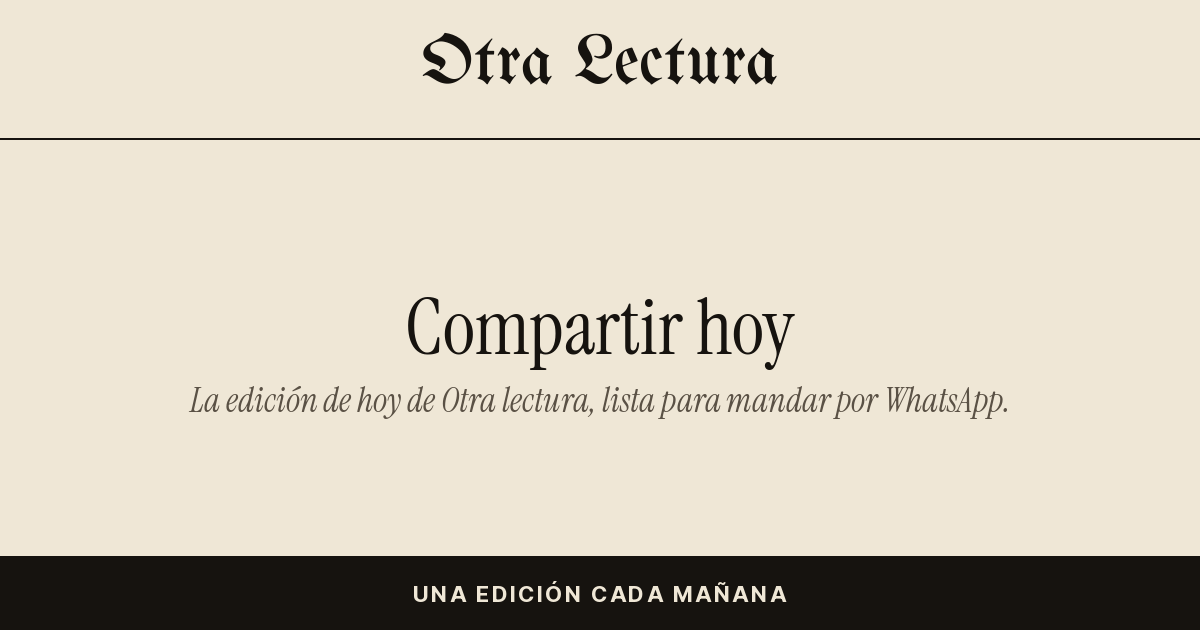 Otra Lectura
Compartir hoy
La edición de hoy de Otra lectura, lista para mandar por WhatsApp.
UNA EDICIÓN CADA MAÑANA